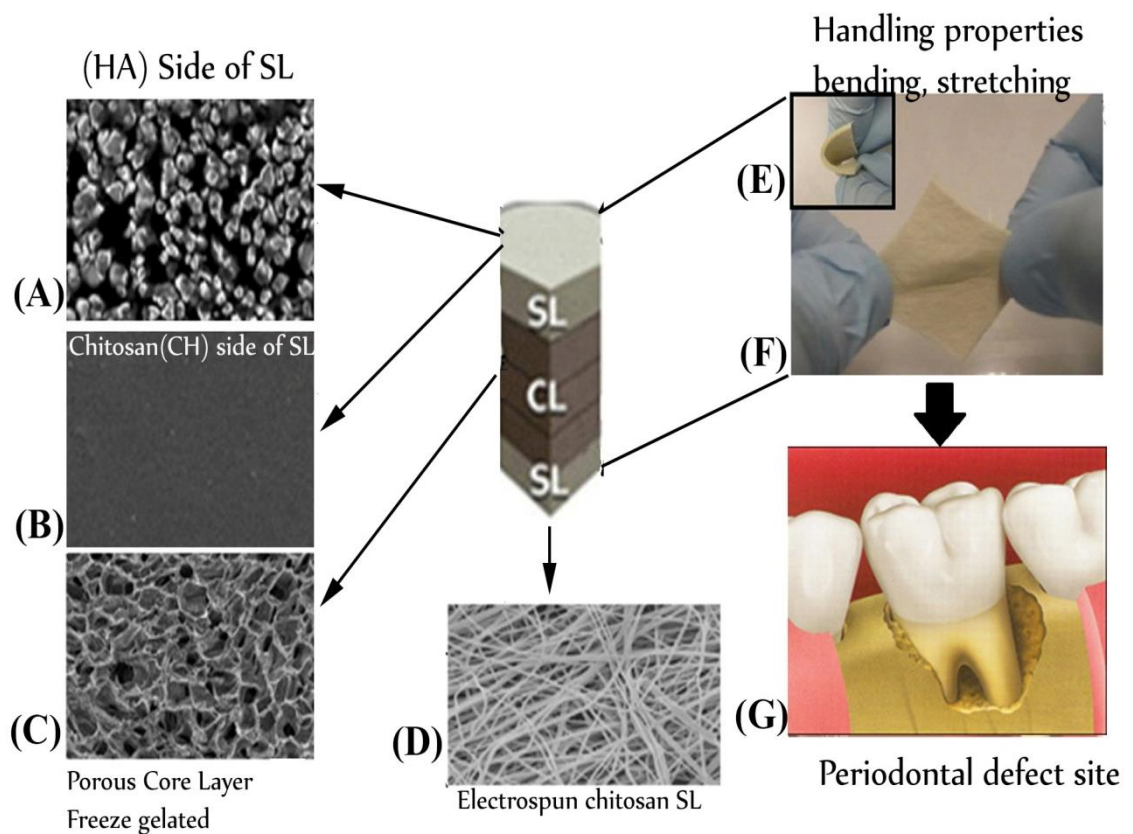 (HA) Side of SL
(A)
Chitosan(CH) side of SL
(B)
(C)
Porous Core Layer
Freeze gelated
SL
CL
SL
(D)
Electrospun chitosan SL
Handling properties
bending, stretching
(E)
(F)
(G)
Periodontal defect site